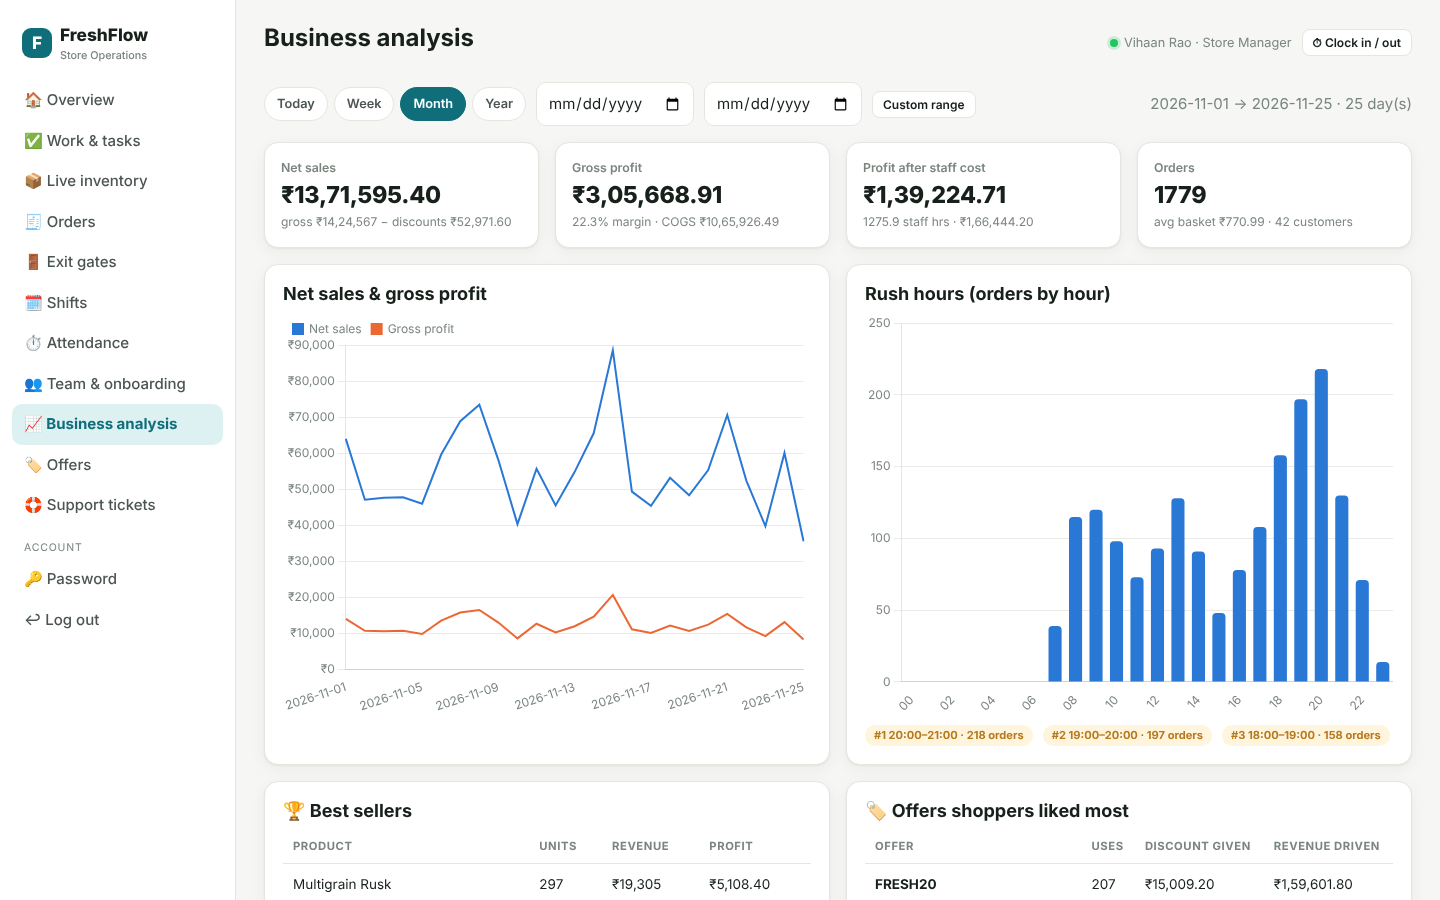 F
FreshFlow
Store Operations
🏠 Overview
✅ Work & tasks
📦 Live inventory
🧾 Orders
🚪 Exit gates
🗓️ Shifts
⏱️ Attendance
👥 Team & onboarding
📈 Business analysis
🏷️ Offers
🛟 Support tickets
ACCOUNT
🔑 Password
↩ Log out
Business analysis
Vihaan Rao · Store Manager
⏱ Clock in / out
Today
Week
Month
Year
mm/dd/yyyy
mm/dd/yyyy
Custom range
2026-11-01 → 2026-11-25 · 25 day(s)
Net sales
₹13,71,595.40
gross ₹14,24,567 − discounts ₹52,971.60
Gross profit
₹3,05,668.91
22.3% margin · COGS ₹10,65,926.49
Profit after staff cost
₹1,39,224.71
1275.9 staff hrs · ₹1,66,444.20
Orders
1779
avg basket ₹770.99 · 42 customers
Net sales & gross profit
Net sales
Gross profit
₹90,000
₹80,000
₹70,000
₹60,000
₹50,000
₹40,000
₹30,000
₹20,000
₹10,000
₹0
2026-11-01
2026-11-05
2026-11-09
2026-11-13
2026-11-17
2026-11-21
2026-11-25
Rush hours (orders by hour)
250
200
150
100
50
0
00
02
04
06
08
10
12
14
16
18
20
22
#1 20:00–21:00 · 218 orders
#2 19:00–20:00 · 197 orders
#3 18:00–19:00 · 158 orders
🏆 Best sellers
PRODUCT UNITS REVENUE PROFIT
Multigrain Rusk 297 ₹19,305 ₹5,108.40
🏷️ Offers shoppers liked most
OFFER USES DISCOUNT GIVEN REVENUE DRIVEN
FRESH20 207 ₹15,009.20 ₹1,59,601.80